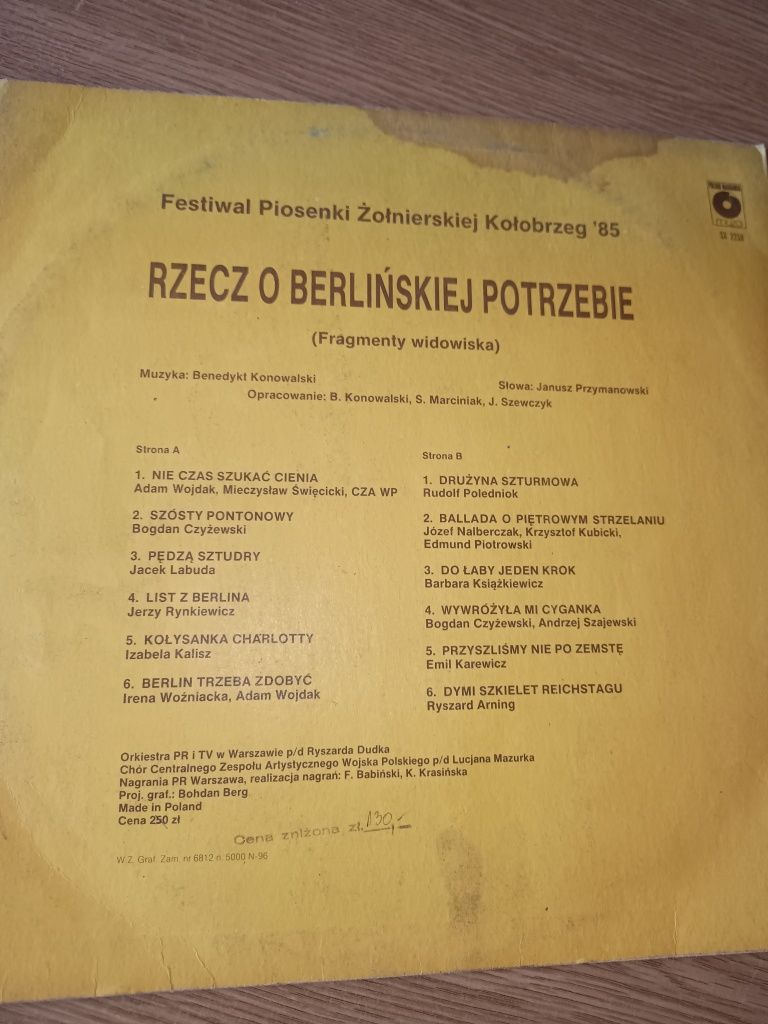 Festiwal Piosenki Żołnierskiej Kołobrzeg '85
POLSKIE NAGRANIA
muza
RZECZ O BERLIŃSKIEJ POTRZEBIE
(Fragmenty widowiska)
Muzyka: Benedykt Konowalski
Słowa: Janusz Przymanowski
Opracowanie: B. Konowalski, S. Marciniak, J. Szewczyk
Strona A
1. NIE CZAS SZUKAĆ CIENIA
Adam Wojdak, Mieczysław Święcicki, CZA WP
2. SZÓSTY PONTONOWY
Bogdan Czyżewski
3. PĘDZĄ SZTUDRY
Jacek Labuda
4. LIST Z BERLINA
Jerzy Rynkiewicz
5. KOŁYSANKA CHARLOTTY
Izabela Kalisz
6. BERLIN TRZEBA ZDOBYĆ
Irena Woźniacka, Adam Wojdak
Strona B
1. DRUŻYNA SZTURMOWA
Rudolf Poledniok
2. BALLADA O PIĘTROWYM STRZELANIU
Józef Nalberczak, Krzysztof Kubicki,
Edmund Piotrowski
3. DO ŁABY JEDEN KROK
Barbara Książkiewicz
4. WYWRÓŻYŁA MI CYGANKA
Bogdan Czyżewski, Andrzej Szajewski
5. PRZYSZLIŚMY NIE PO ZEMSTĘ
Emil Karewicz
6. DYMI SZKIELET REICHSTAGU
Ryszard Arning
Orkiestra PR i TV w Warszawie p/d Ryszarda Dudka
Chór Centralnego Zespołu Artystycznego Wojska Polskiego p/d Lucjana Mazurka
Nagrania PR Warszawa, realizacja nagrań: F. Babiński, K. Krasińska
Proj. graf.: Bohdan Berg
Made in Poland
Cena 250 zł
Cena zniżona zł. 130,-
W.Z. Graf. Zam. nr 6812 n. 5000 N-96